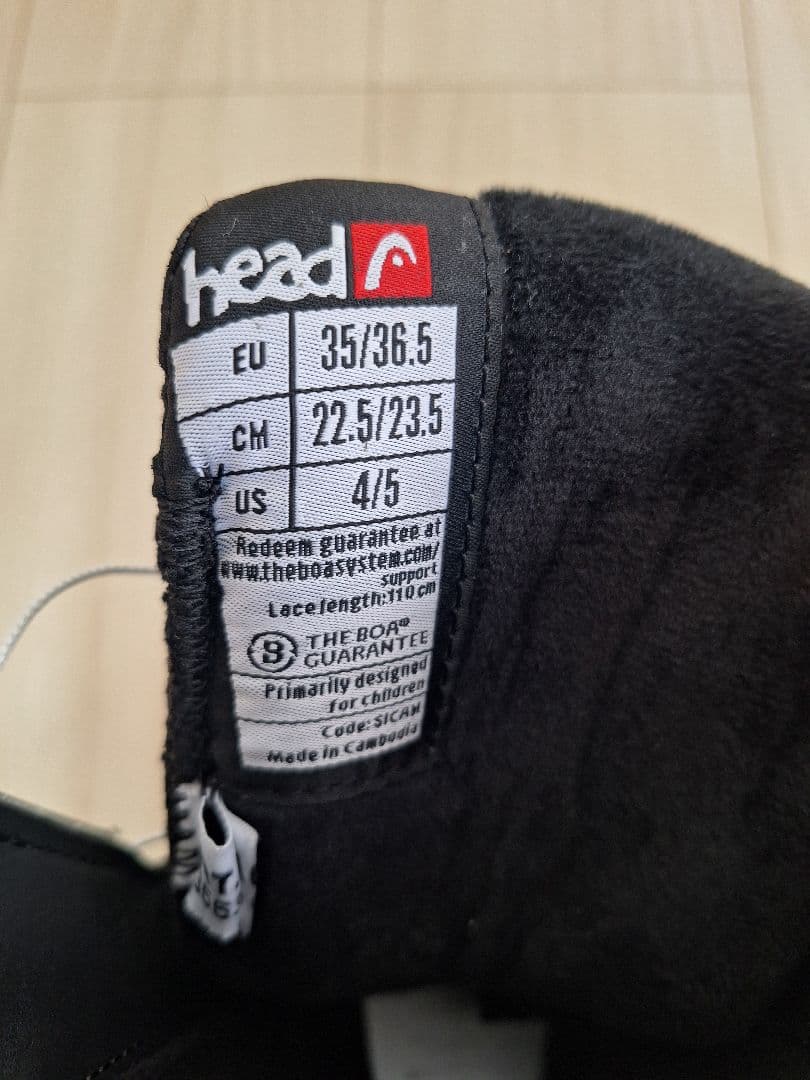 head
EU 35/36.5
CM 22.5/23.5
US 4/5
Redeem guarantee at
www.theboasystem.com/
support
Lace length:110 cm
THE BOA®
GUARANTEE
Primarily designed
for children
Code:SICAM
Made in Cambodia